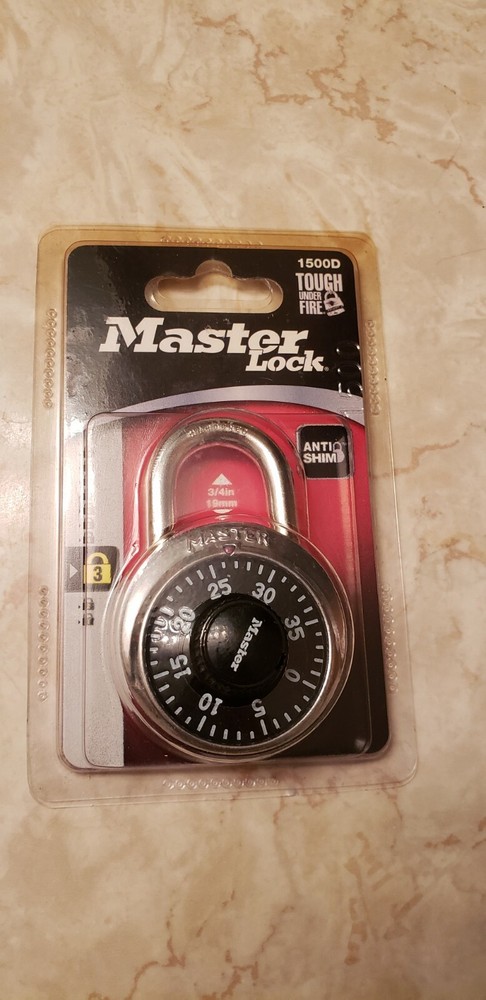 1500D
TOUGH
UNDER
FIRE
Master
Lock®
ANTI
SHIM
3/4in
19mm
MASTER
3
25
30
20
35
Master
15
0
10
5